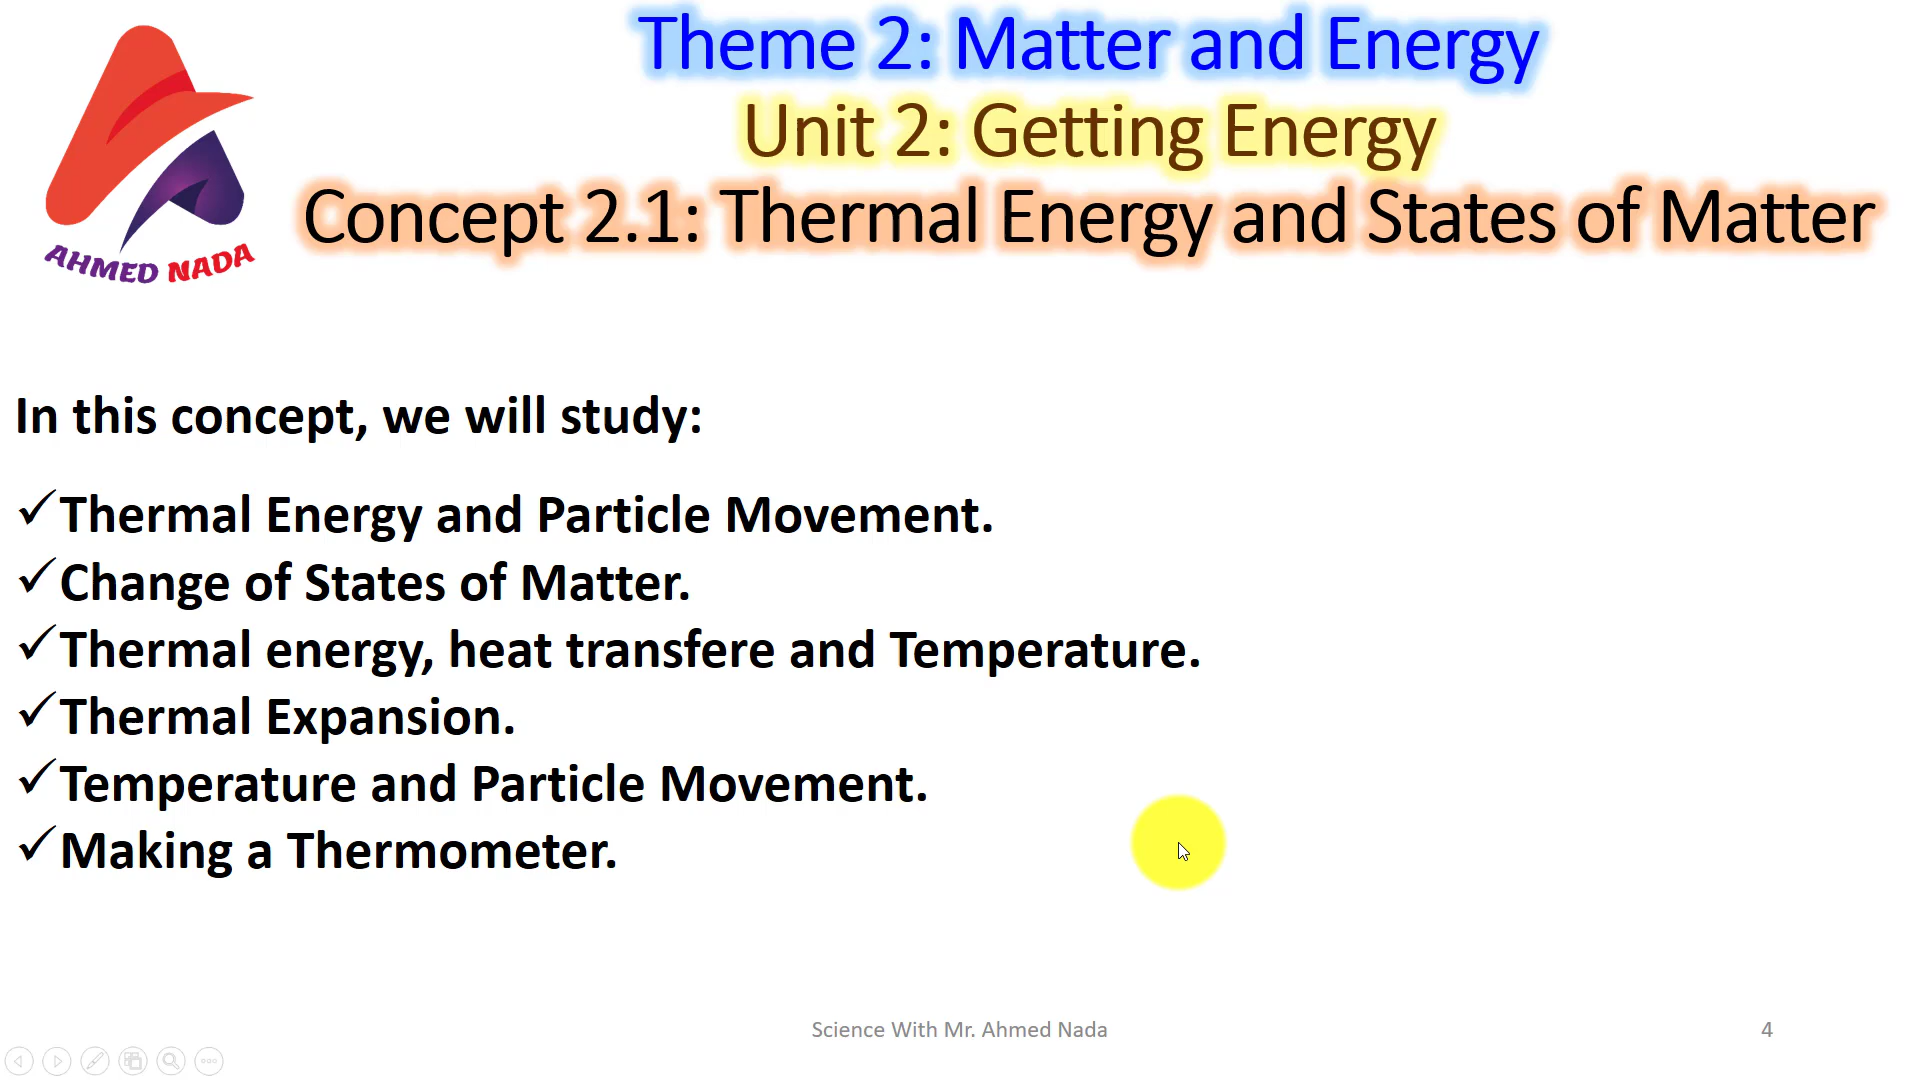 Theme 2: Matter and Energy
Unit 2: Getting Energy
Concept 2.1: Thermal Energy and States of Matter
AHMED NADA
In this concept, we will study:
✓Thermal Energy and Particle Movement.
✓Change of States of Matter.
✓Thermal energy, heat transfere and Temperature.
✓Thermal Expansion.
✓Temperature and Particle Movement.
✓Making a Thermometer.
Science With Mr. Ahmed Nada
4